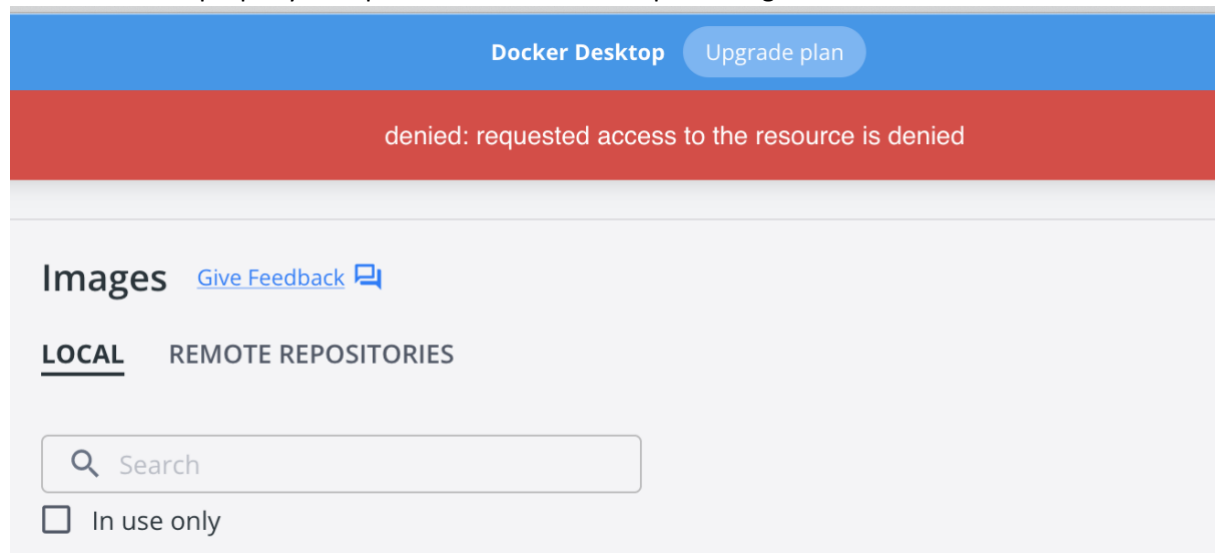 Docker Desktop Upgrade plan
denied: requested access to the resource is denied
Images Give Feedback
LOCAL REMOTE REPOSITORIES
Search
In use only